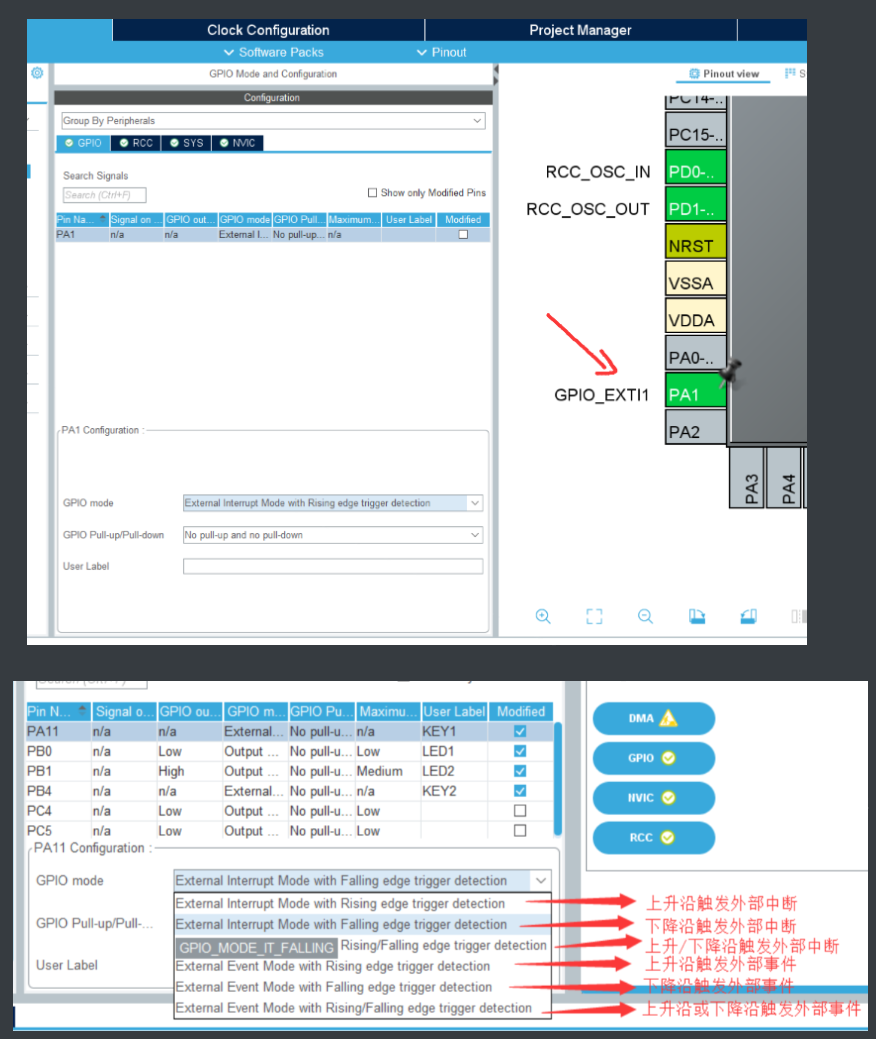 Clock Configuration
Project Manager
Software Packs
Pinout
GPIO Mode and Configuration
Pinout view
S
Configuration
Group By Peripherals
GPIO
RCC
SYS
NVIC
Search Signals
Search (Ctrl+F)
Show only Modified Pins
Pin Na... Signal on ... GPIO out... GPIO mode GPIO Pull... Maximum... User Label Modified
PA1 n/a n/a External I... No pull-up... n/a
PA1 Configuration :
GPIO mode
External Interrupt Mode with Rising edge trigger detection
GPIO Pull-up/Pull-down
No pull-up and no pull-down
User Label
PC14-..
PC15-..
RCC_OSC_IN PD0-..
RCC_OSC_OUT PD1-..
NRST
VSSA
VDDA
PA0-..
GPIO_EXTI1 PA1
PA2
PA3
PA4
Pin N... Signal o... GPIO ou... GPIO m... GPIO Pu... Maximu... User Label Modified
PA11 n/a n/a External... No pull-u... n/a KEY1
PB0 n/a Low Output ... No pull-u... Low LED1
PB1 n/a High Output ... No pull-u... Medium LED2
PB4 n/a n/a External... No pull-u... n/a KEY2
PC4 n/a Low Output ... No pull-u... Low
PC5 n/a Low Output ... No pull-u... Low
DMA
GPIO
NVIC
RCC
PA11 Configuration :
GPIO mode
External Interrupt Mode with Falling edge trigger detection
GPIO Pull-up/Pull-...
User Label
External Interrupt Mode with Rising edge trigger detection 上升沿触发外部中断
External Interrupt Mode with Falling edge trigger detection 下降沿触发外部中断
GPIO_MODE_IT_FALLING Rising/Falling edge trigger detection 上升/下降沿触发外部中断
External Event Mode with Rising edge trigger detection 上升沿触发外部事件
External Event Mode with Falling edge trigger detection 下降沿触发外部事件
External Event Mode with Rising/Falling edge trigger detection 上升沿或下降沿触发外部事件